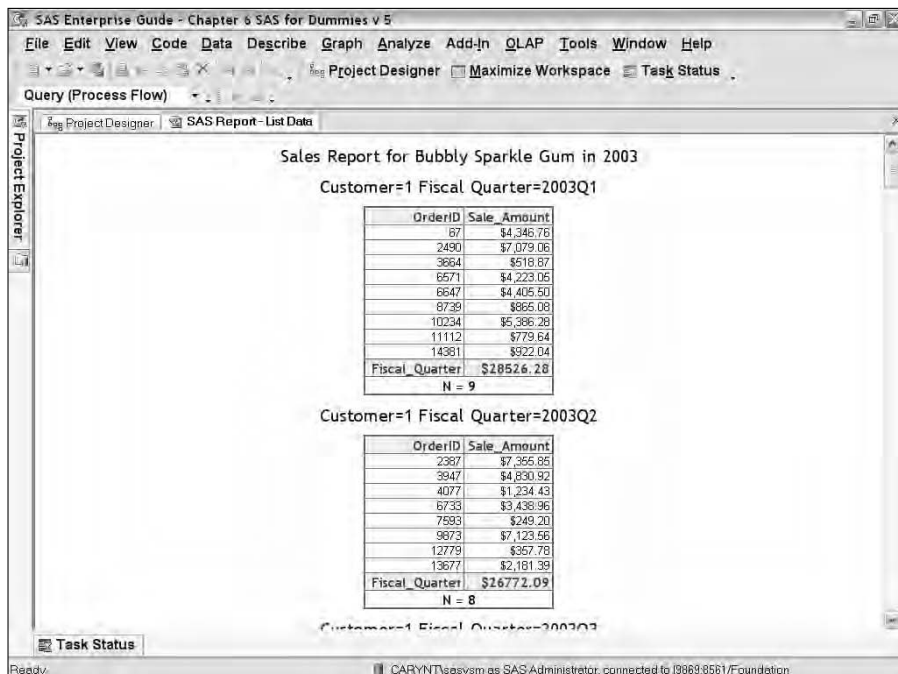 SAS Enterprise Guide - Chapter 6 SAS for Dummies v 5
File Edit View Code Data Describe Graph Analyze Add-In OLAP Tools Window Help
Project Designer Maximize Workspace Task Status
Query (Process Flow)
Project Designer SAS Report - List Data
Project Explorer
Sales Report for Bubbly Sparkle Gum in 2003
Customer=1 Fiscal Quarter=2003Q1
OrderID Sale_Amount
67 $4,346.76
2490 $7,079.06
3664 $518.87
6571 $4,223.05
6647 $4,405.50
8739 $865.08
10234 $5,386.28
11112 $779.64
14381 $922.04
Fiscal_Quarter $28526.28
N = 9
Customer=1 Fiscal Quarter=2003Q2
OrderID Sale_Amount
2387 $7,355.85
3947 $4,830.92
4077 $1,234.43
6733 $3,438.96
7593 $249.20
9873 $7,123.56
12779 $357.78
13677 $2,181.39
Fiscal_Quarter $26772.09
N = 8
Customer=1 Fiscal Quarter=2003Q3
Task Status
Ready
CARYNT\sasvsm as SAS Administrator, connected to l9869:8561/Foundation